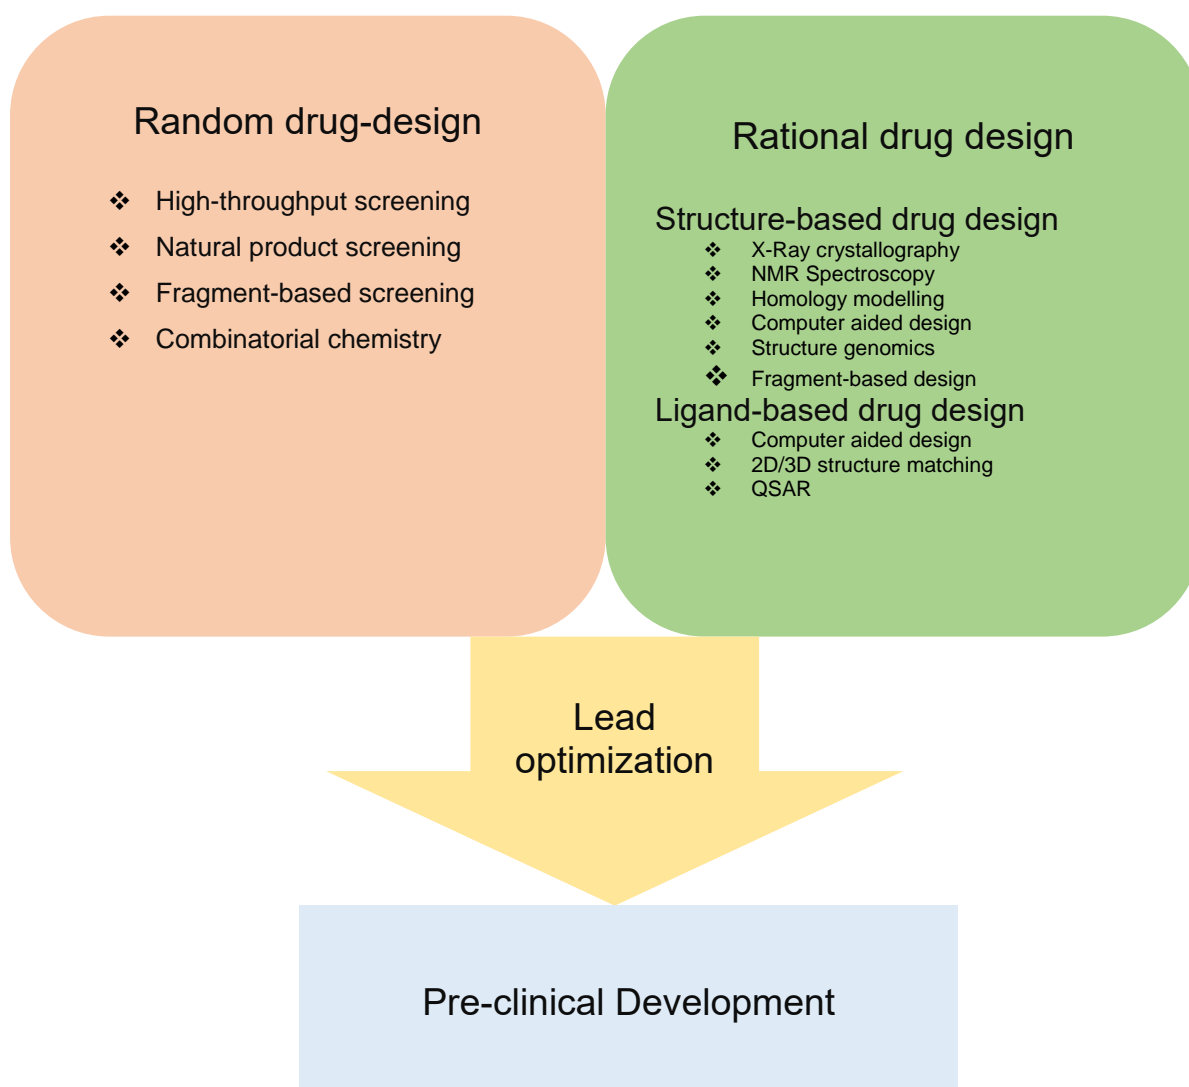 Random drug-design
❖ High-throughput screening
❖ Natural product screening
❖ Fragment-based screening
❖ Combinatorial chemistry
Rational drug design
Structure-based drug design
❖ X-Ray crystallography
❖ NMR Spectroscopy
❖ Homology modelling
❖ Computer aided design
❖ Structure genomics
❖ Fragment-based design
Ligand-based drug design
❖ Computer aided design
❖ 2D/3D structure matching
❖ QSAR
Lead
optimization
Pre-clinical Development